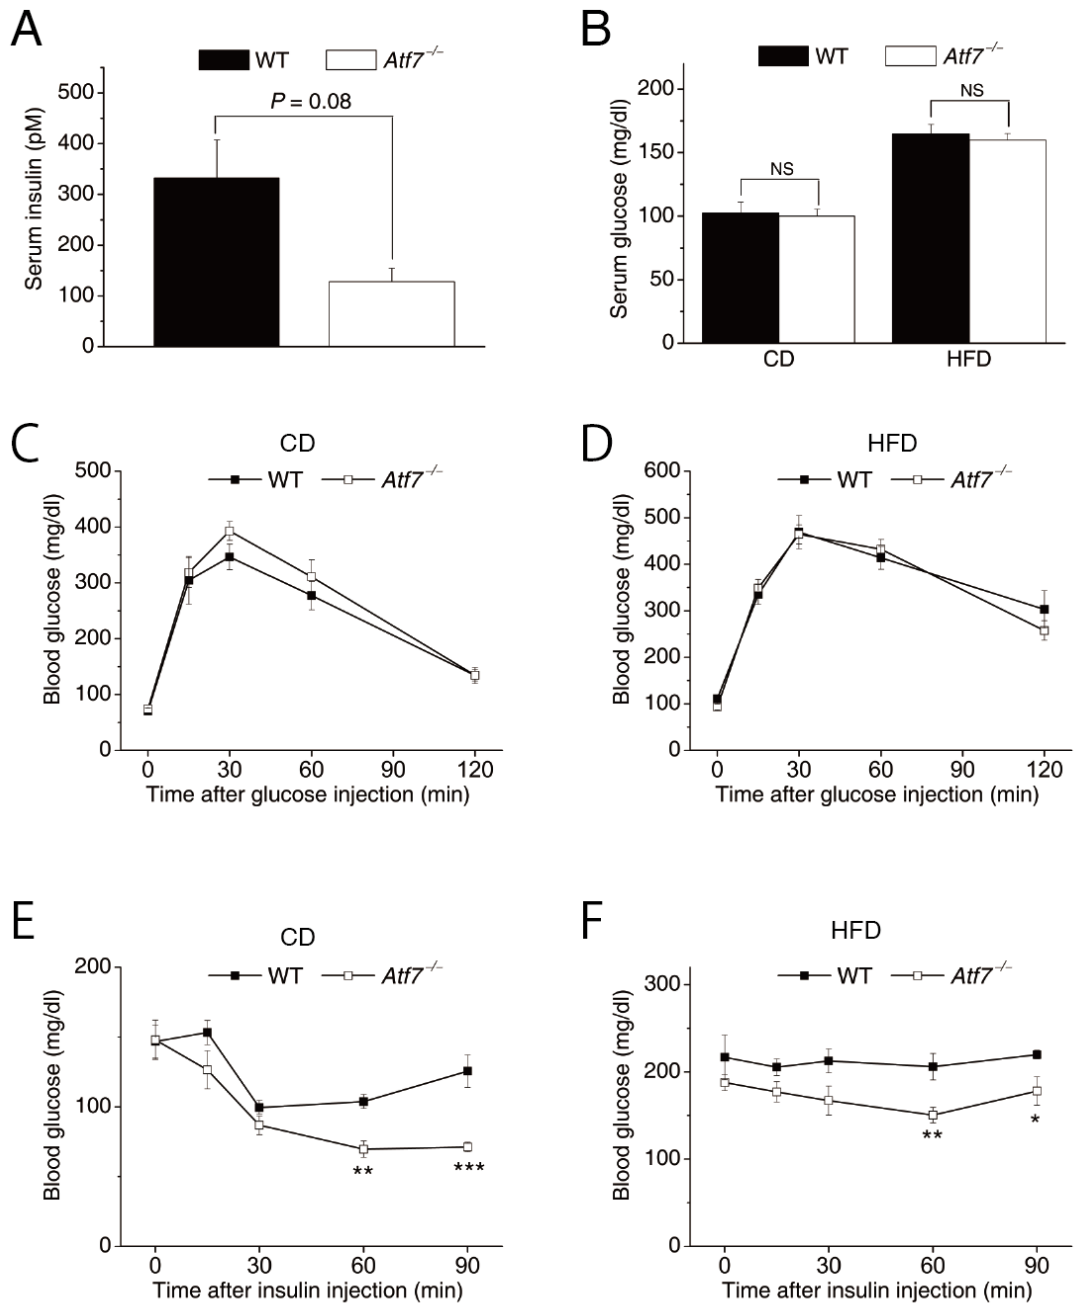 A
WT Atf7−/−
P = 0.08
Serum insulin (pM)
500
400
300
200
100
0
B
WT Atf7−/−
NS
NS
Serum glucose (mg/dl)
200
150
100
50
0
CD HFD
C
CD
WT Atf7−/−
Blood glucose (mg/dl)
500
400
300
200
100
0
0 30 60 90 120
Time after glucose injection (min)
D
HFD
WT Atf7−/−
Blood glucose (mg/dl)
600
500
400
300
200
100
0
0 30 60 90 120
Time after glucose injection (min)
E
CD
WT Atf7−/−
Blood glucose (mg/dl)
200
100
0
** ***
0 30 60 90
Time after insulin injection (min)
F
HFD
WT Atf7−/−
Blood glucose (mg/dl)
300
200
100
0
** *
0 30 60 90
Time after insulin injection (min)